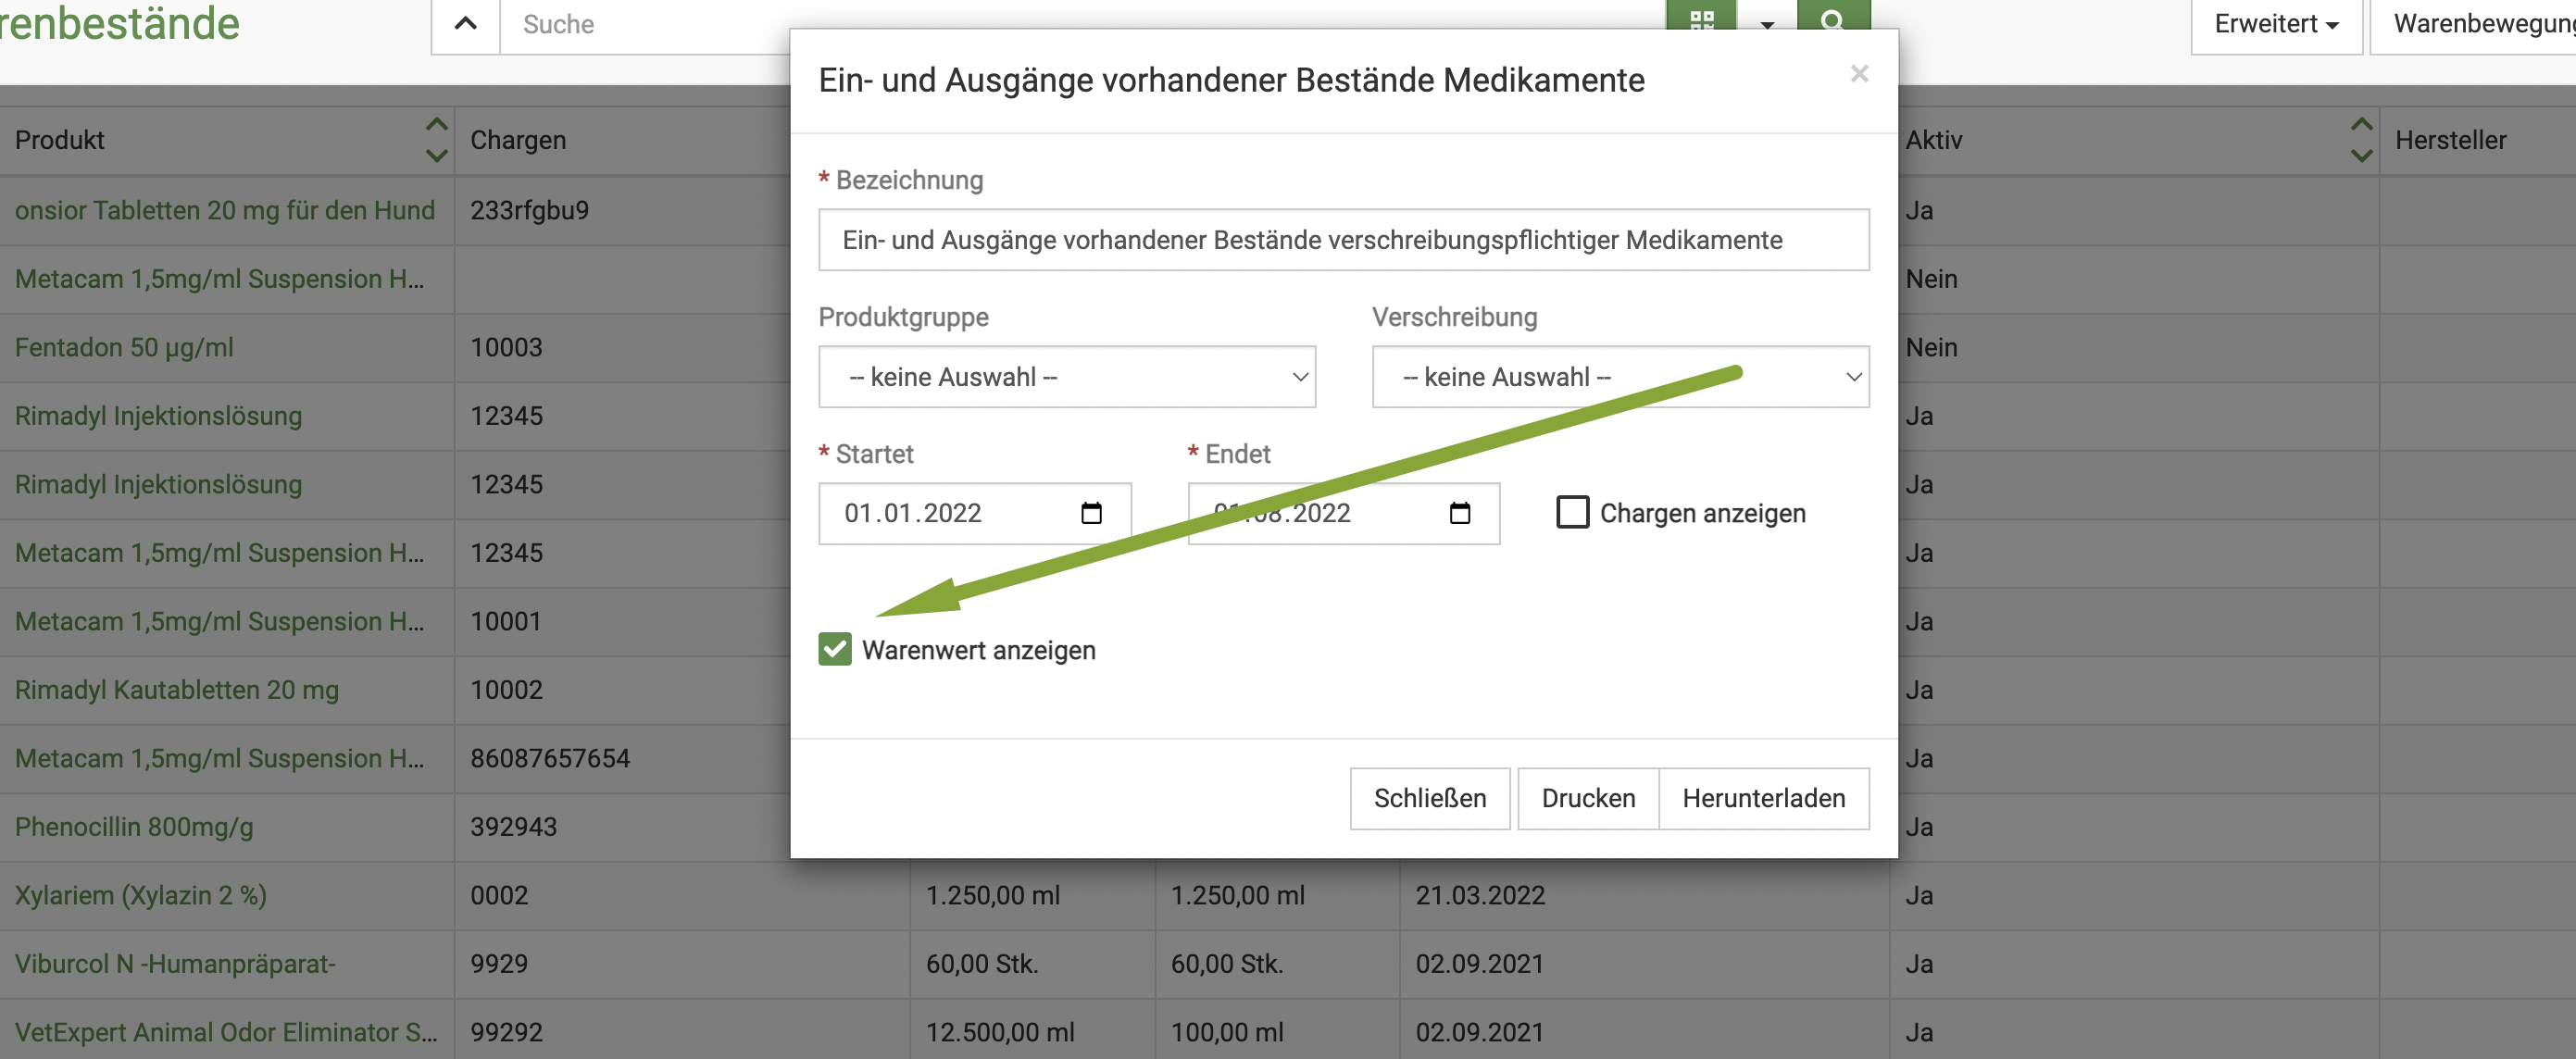 renbestände
Suche
Erweitert
Warenbewegung
Ein- und Ausgänge vorhandener Bestände Medikamente
×
Produkt
Chargen
Aktiv
Hersteller
* Bezeichnung
onsior Tabletten 20 mg für den Hund
233rfgbu9
Ja
Ein- und Ausgänge vorhandener Bestände verschreibungspflichtiger Medikamente
Metacam 1,5mg/ml Suspension H...
Nein
Produktgruppe
Verschreibung
Fentadon 50 µg/ml
10003
Nein
-- keine Auswahl --
-- keine Auswahl --
Rimadyl Injektionslösung
12345
Ja
* Startet
* Endet
Rimadyl Injektionslösung
12345
Ja
01.01.2022
01.08.2022
Chargen anzeigen
Metacam 1,5mg/ml Suspension H...
12345
Ja
Metacam 1,5mg/ml Suspension H...
10001
Ja
Warenwert anzeigen
Rimadyl Kautabletten 20 mg
10002
Ja
Metacam 1,5mg/ml Suspension H...
86087657654
Ja
Schließen
Drucken
Herunterladen
Phenocillin 800mg/g
392943
Ja
Xylariem (Xylazin 2 %)
0002
1.250,00 ml
1.250,00 ml
21.03.2022
Ja
Viburcol N -Humanpräparat-
9929
60,00 Stk.
60,00 Stk.
02.09.2021
Ja
VetExpert Animal Odor Eliminator S...
99292
12.500,00 ml
100,00 ml
02.09.2021
Ja